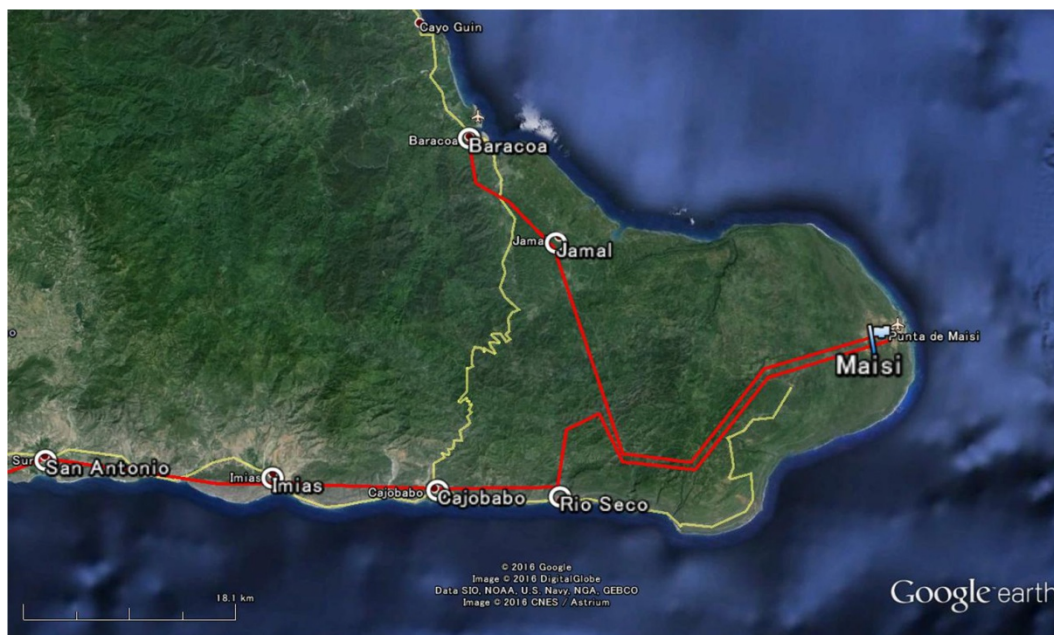 Cayo Guin
Baracoa
Baracoa
Jama
Jamal
Punta de Maisi
Maisi
Sur
San Antonio
Imias
Imias
Cajobabo
Cajobabo
Rio Seco
© 2016 Google
Image © 2016 DigitalGlobe
Data SIO, NOAA, U.S. Navy, NGA, GEBCO
Image © 2016 CNES / Astrium
18.1 km
Google earth